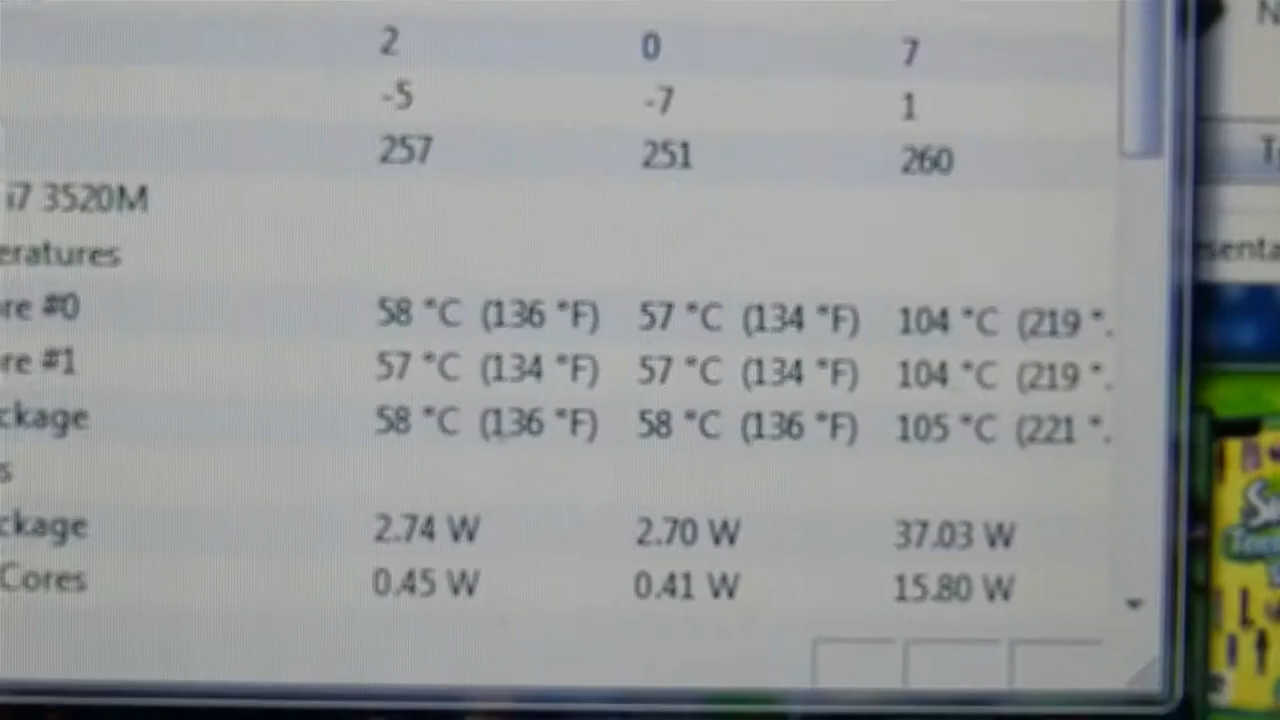 2 0 7
-5 -7 1
257 251 260
i7 3520M
eratures
re #0 58 °C (136 °F) 57 °C (134 °F) 104 °C (219 °.
re #1 57 °C (134 °F) 57 °C (134 °F) 104 °C (219 °.
ckage 58 °C (136 °F) 58 °C (136 °F) 105 °C (221 °.
s
ckage 2.74 W 2.70 W 37.03 W
Cores 0.45 W 0.41 W 15.80 W
N
T
senta